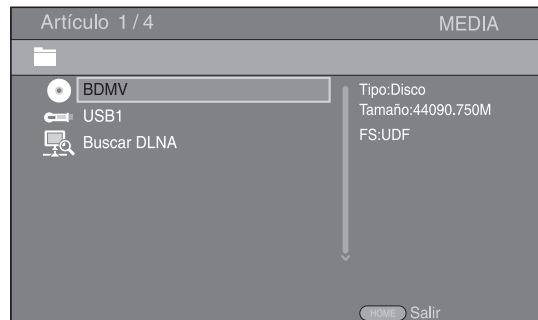 Artículo 1/4 MEDIA
BDMV
USB1
Buscar DLNA
Tipo:Disco
Tamaño:44090.750M
FS:UDF
HOME Salir